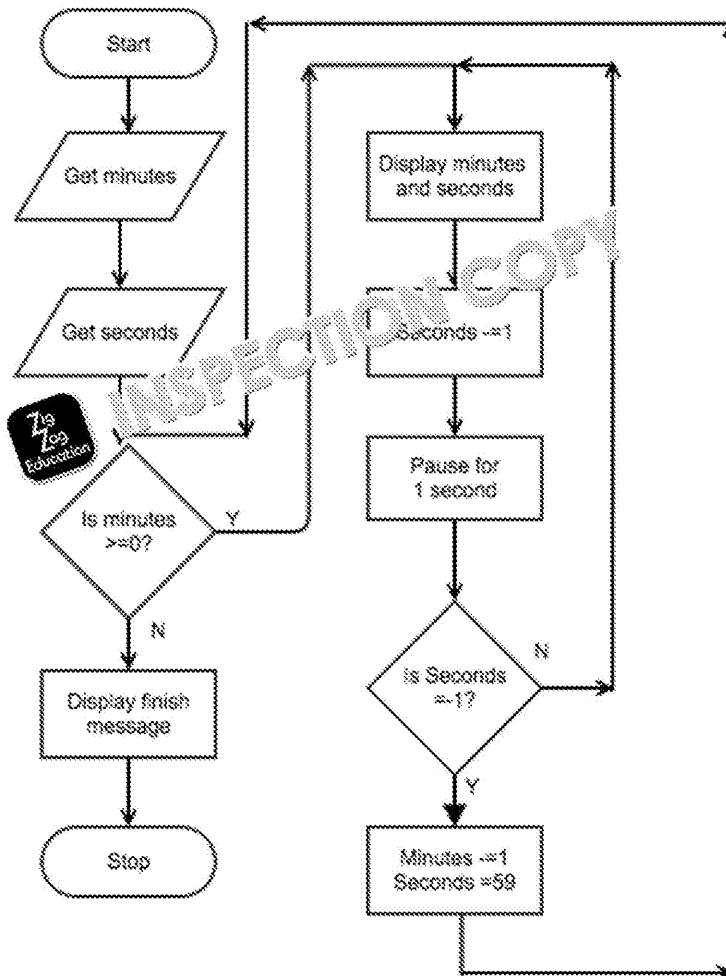 Start
Get minutes
Get seconds
Zig
Zag
Education
INSPECTION COPY
Is minutes
>=0?
Y
N
Display finish
message
Stop
Display minutes
and seconds
Seconds -=1
Pause for
1 second
Is Seconds
=-1?
N
Y
Minutes -=1
Seconds =59